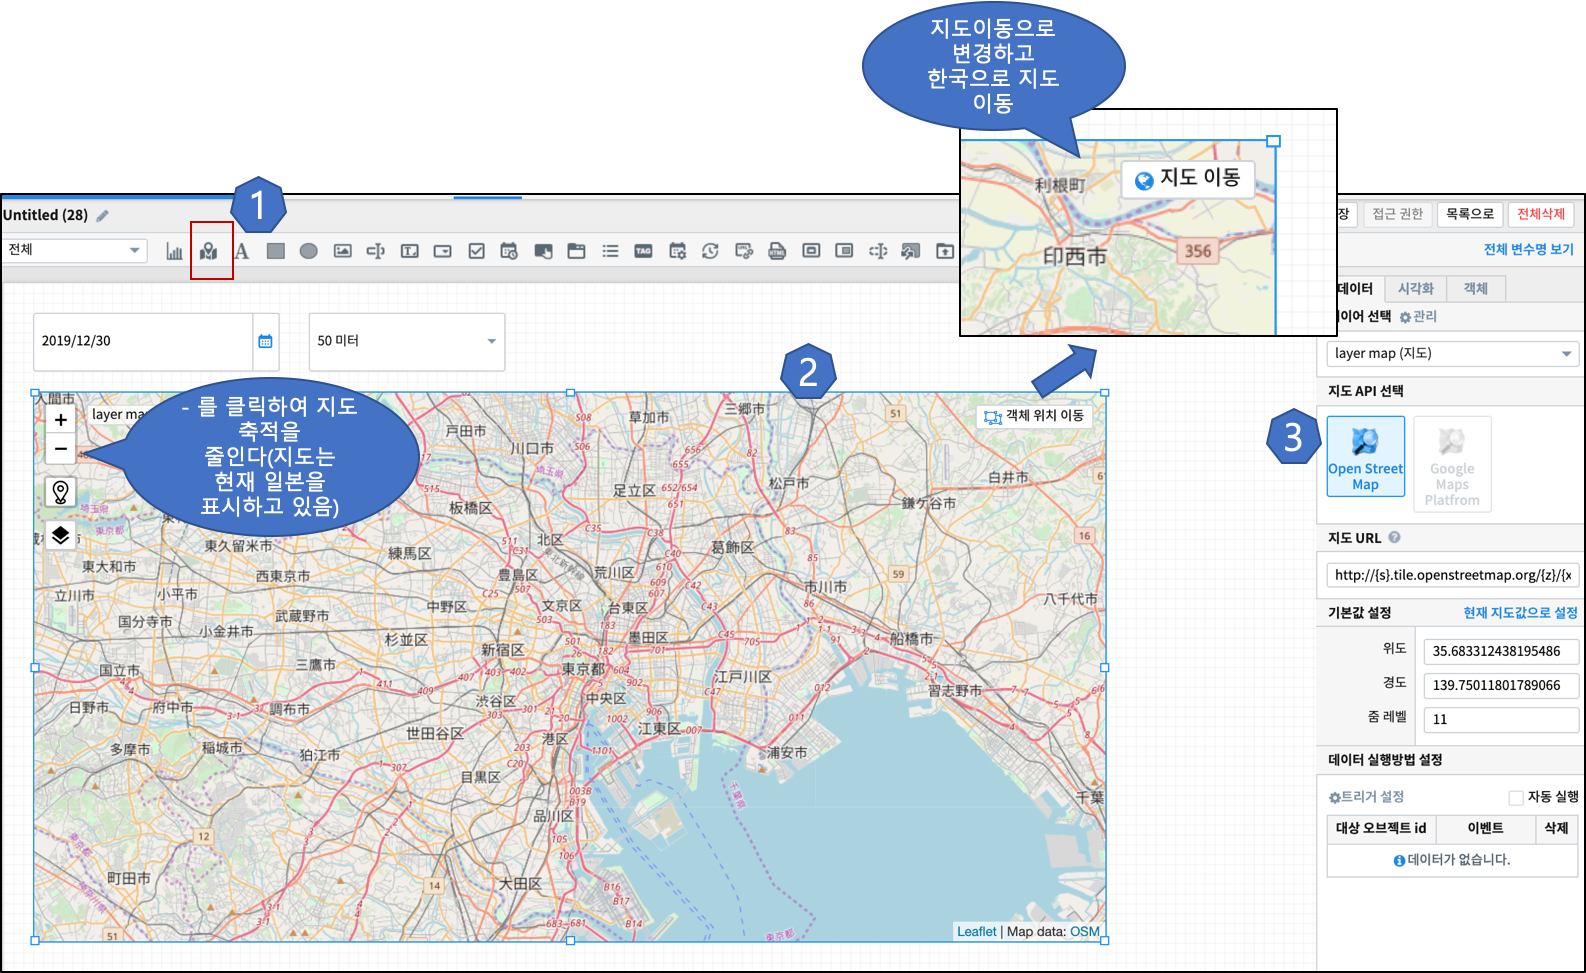 지도이동으로
변경하고
한국으로 지도
이동
지도 이동
利根町
印西市
356
1
Untitled (28)
접근 권한
목록으로
전체삭제
전체
A
TAG
HTML
전체 변수명 보기
데이터
시각화
객체
이어 선택
관리
2019/12/30
50 미터
layer map (지도)
2
지도 API 선택
3
Open Street
Map
Google
Maps
Platfrom
지도 URL
http://{s}.tile.openstreetmap.org/{z}/{x
기본값 설정
현재 지도값으로 설정
위도
35.683312438195486
경도
139.75011801789066
줌 레벨
11
데이터 실행방법 설정
트리거 설정
자동 실행
대상 오브젝트 id
이벤트
삭제
데이터가 없습니다.
+
layer ma
−
- 를 클릭하여 지도
축적을
줄인다(지도는
현재 일본을
표시하고 있음)
객체 위치 이동
入間市
戸田市
川口市
草加市
三郷市
51
松戸市
白井市
鎌ケ谷市
足立区
板橋区
北区
葛飾区
16
東久留米市
練馬区
東大和市
西東京市
豊島区
荒川区
市川市
59
立川市
小平市
中野区
文京区
台東区
八千代市
国分寺市
武蔵野市
小金井市
杉並区
墨田区
船橋市
新宿区
国立市
三鷹市
東京都
江戸川区
習志野市
日野市
府中市
調布市
渋谷区
中央区
世田谷区
港区
江東区
多摩市
稲城市
狛江市
浦安市
目黒区
千葉
品川区
12
町田市
14
大田区
51
千葉県
東京都
Leaflet | Map data: OSM